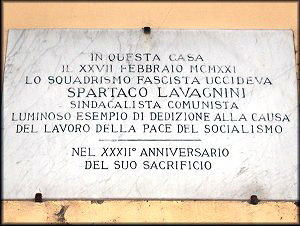 IN QUESTA CASA
IL XXVII FEBBRAIO MCMXXI
LO SQUADRISMO FASCISTA UCCIDEVA
SPARTACO LAVAGNINI
SINDACALISTA COMUNISTA
LUMINOSO ESEMPIO DI DEDIZIONE ALLA CAUSA
DEL LAVORO DELLA PACE DEL SOCIALISMO
NEL XXXII° ANNIVERSARIO
DEL SUO SACRIFICIO